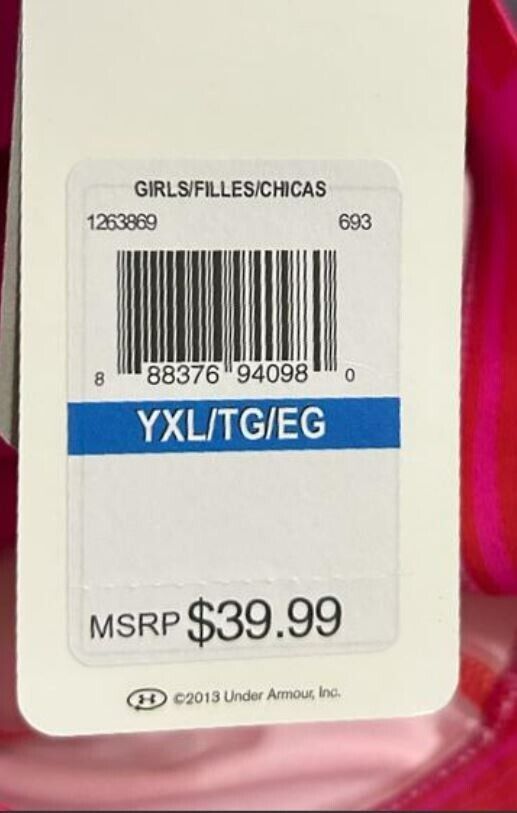 GIRLS/FILLES/CHICAS
1263869 693
8 88376 94098 0
YXL/TG/EG
MSRP $39.99
©2013 Under Armour, Inc.